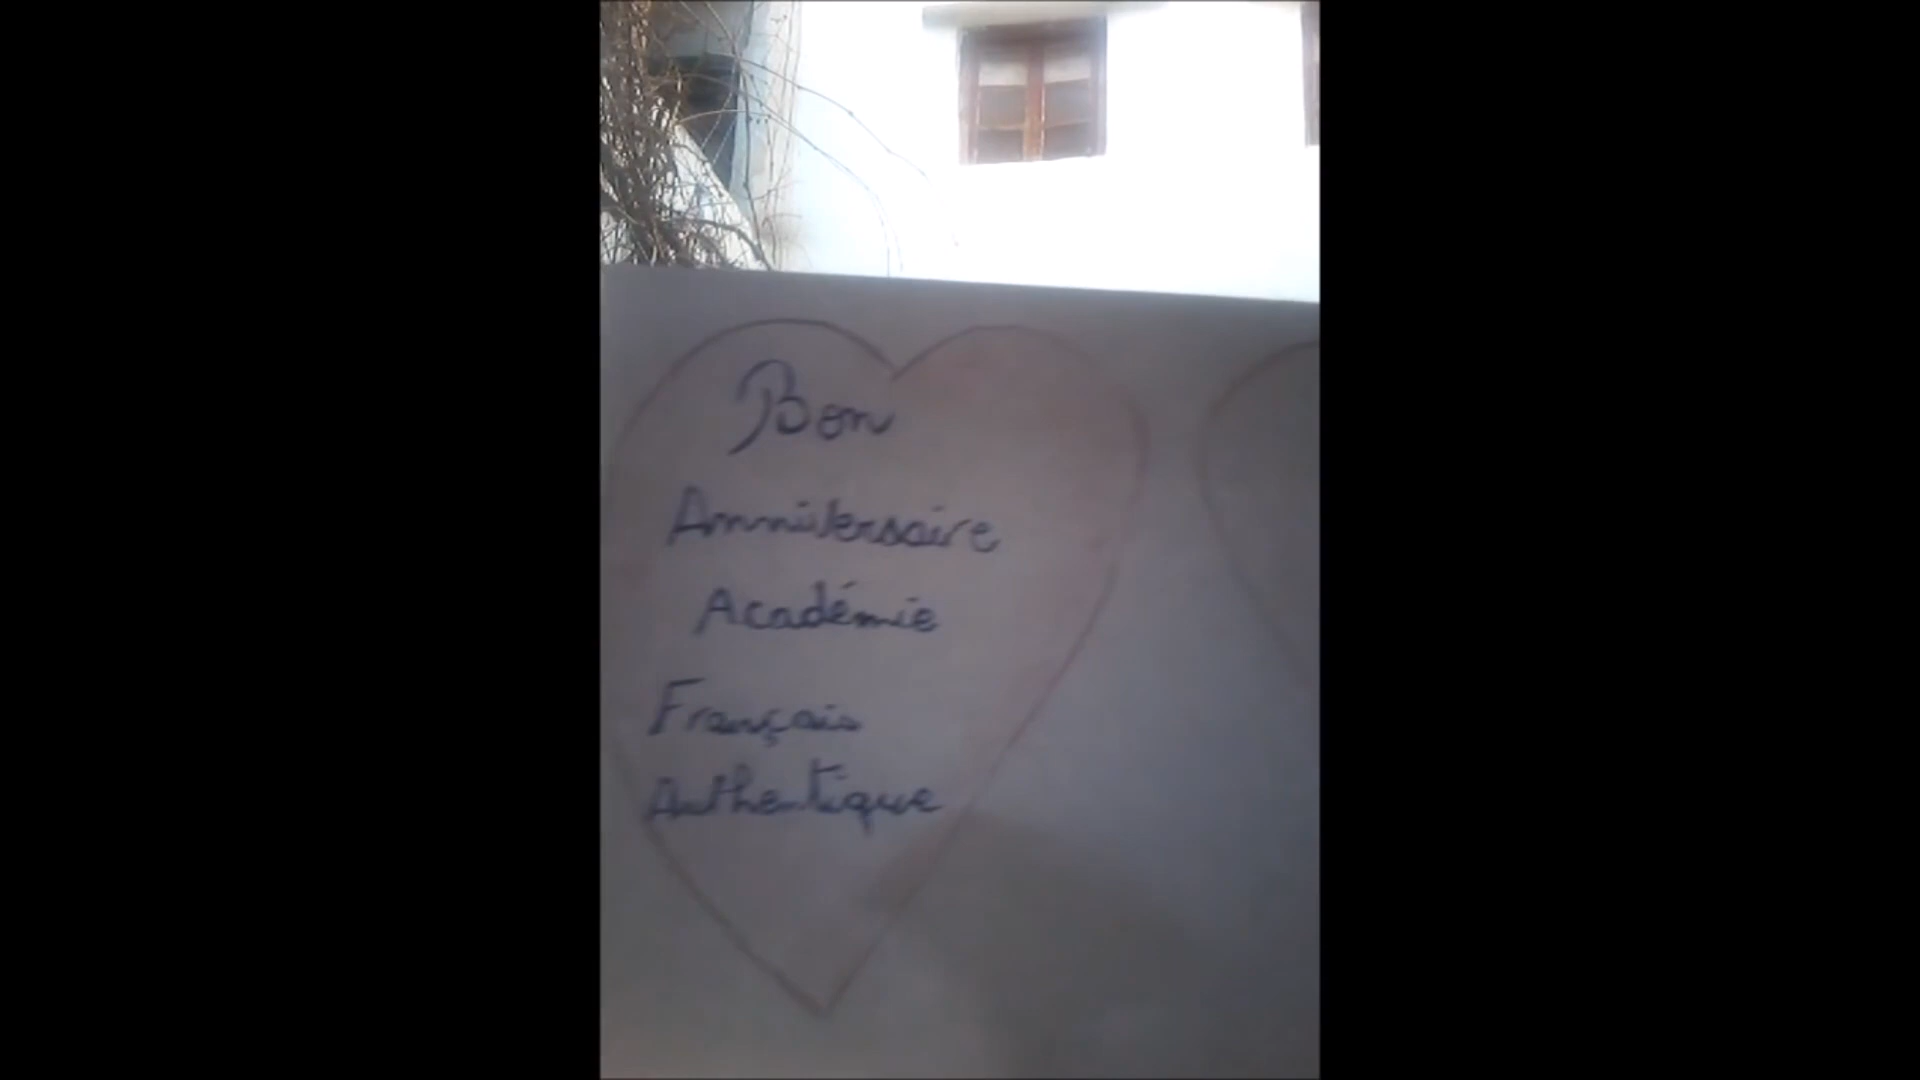 Bon
Anniversaire
Académie
Français
Authentique